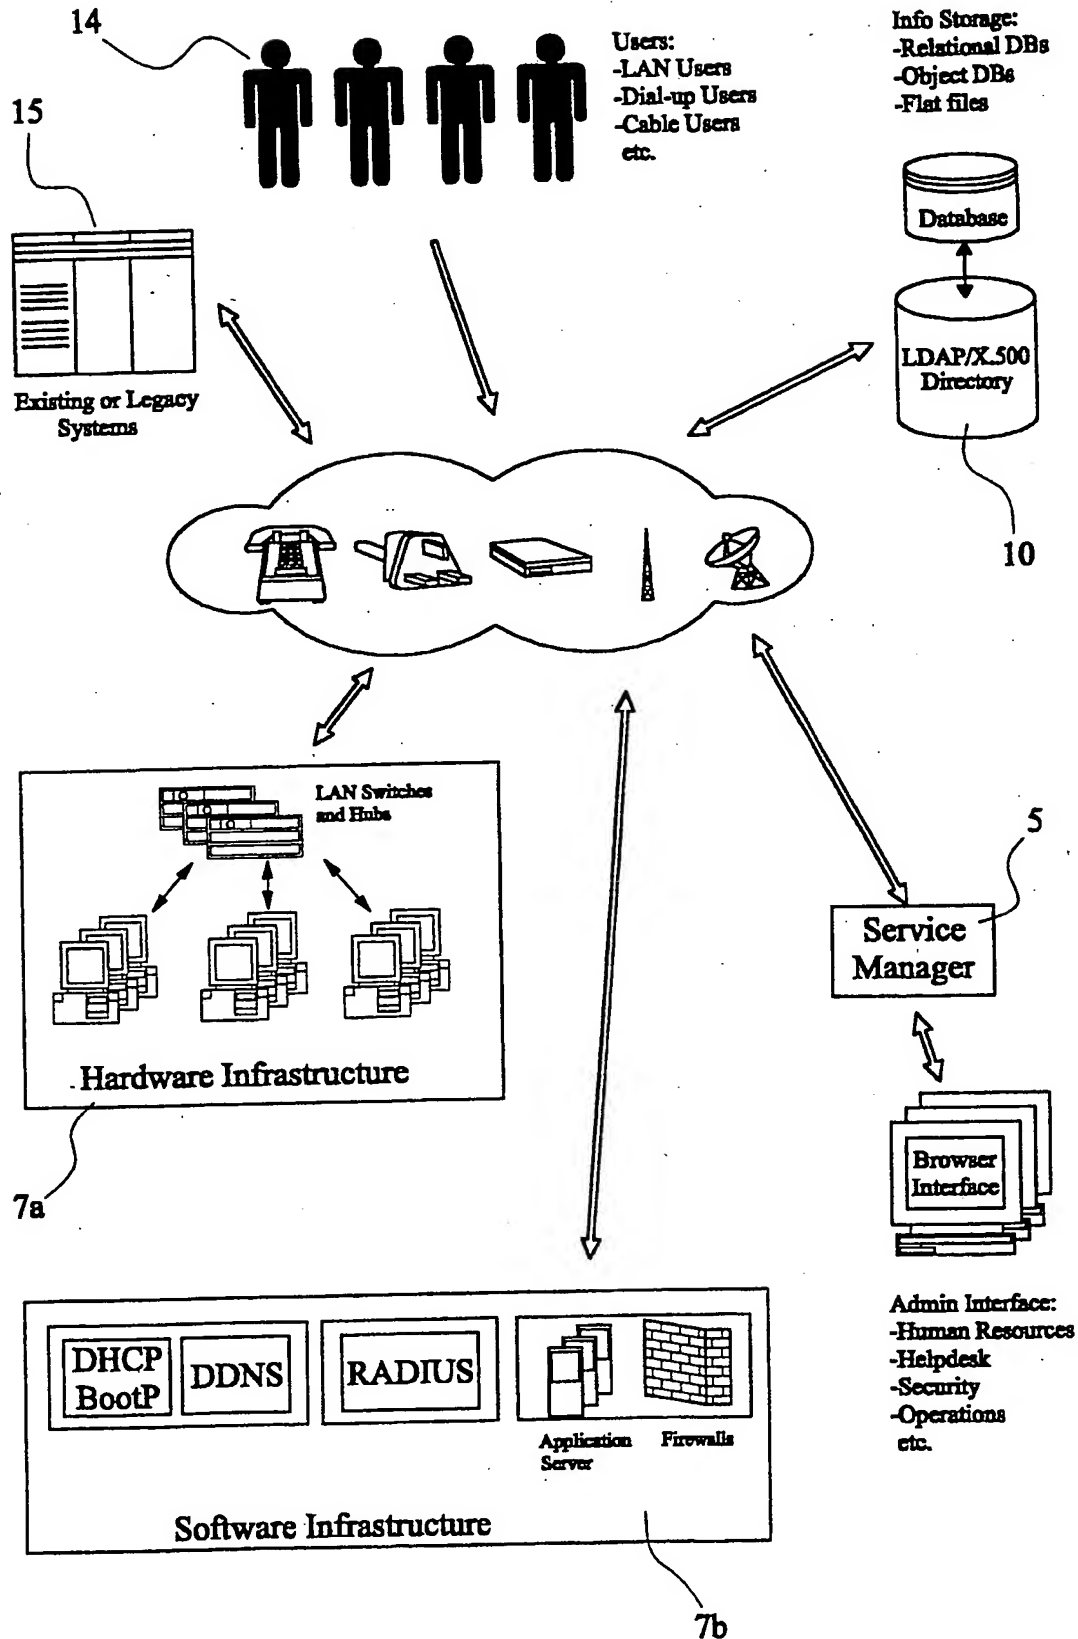 14
Users:
-LAN Users
-Dial-up Users
-Cable Users
etc.
Info Storage:
-Relational DBs
-Object DBs
-Flat files
15
Database
LDAP/X.500
Directory
Existing or Legacy
Systems
10
LAN Switches
and Hubs
5
Service
Manager
Hardware Infrastructure
7a
Browser
Interface
Admin Interface:
-Human Resources
-Helpdesk
-Security
-Operations
etc.
DHCP
BootP
DDNS
RADIUS
Application
Server
Firewalls
Software Infrastructure
7b